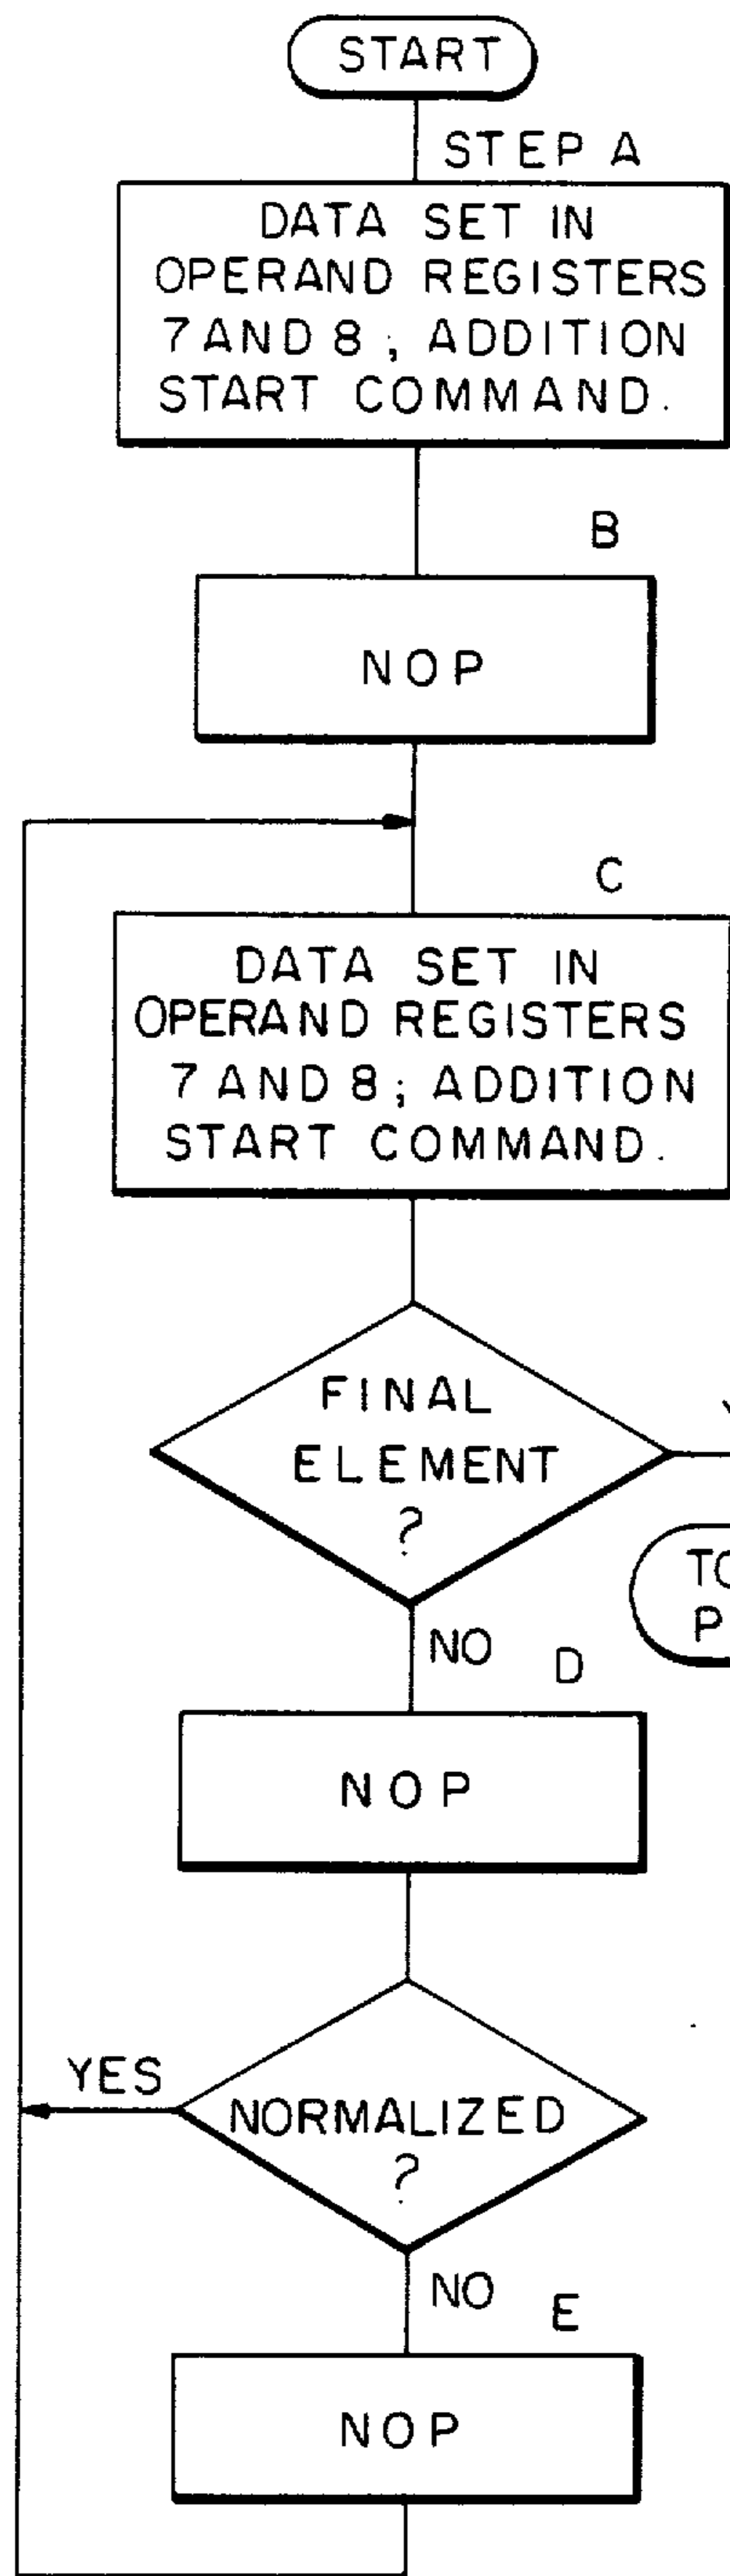 START
STEP A
DATA SET IN
OPERAND REGISTERS
7 AND 8 ; ADDITION
START COMMAND.
B
NOP
C
DATA SET IN
OPERAND REGISTERS
7 AND 8; ADDITION
START COMMAND.
FINAL
ELEMENT
?
NO
D
NOP
YES
NORMALIZED
?
NO
E
NOP